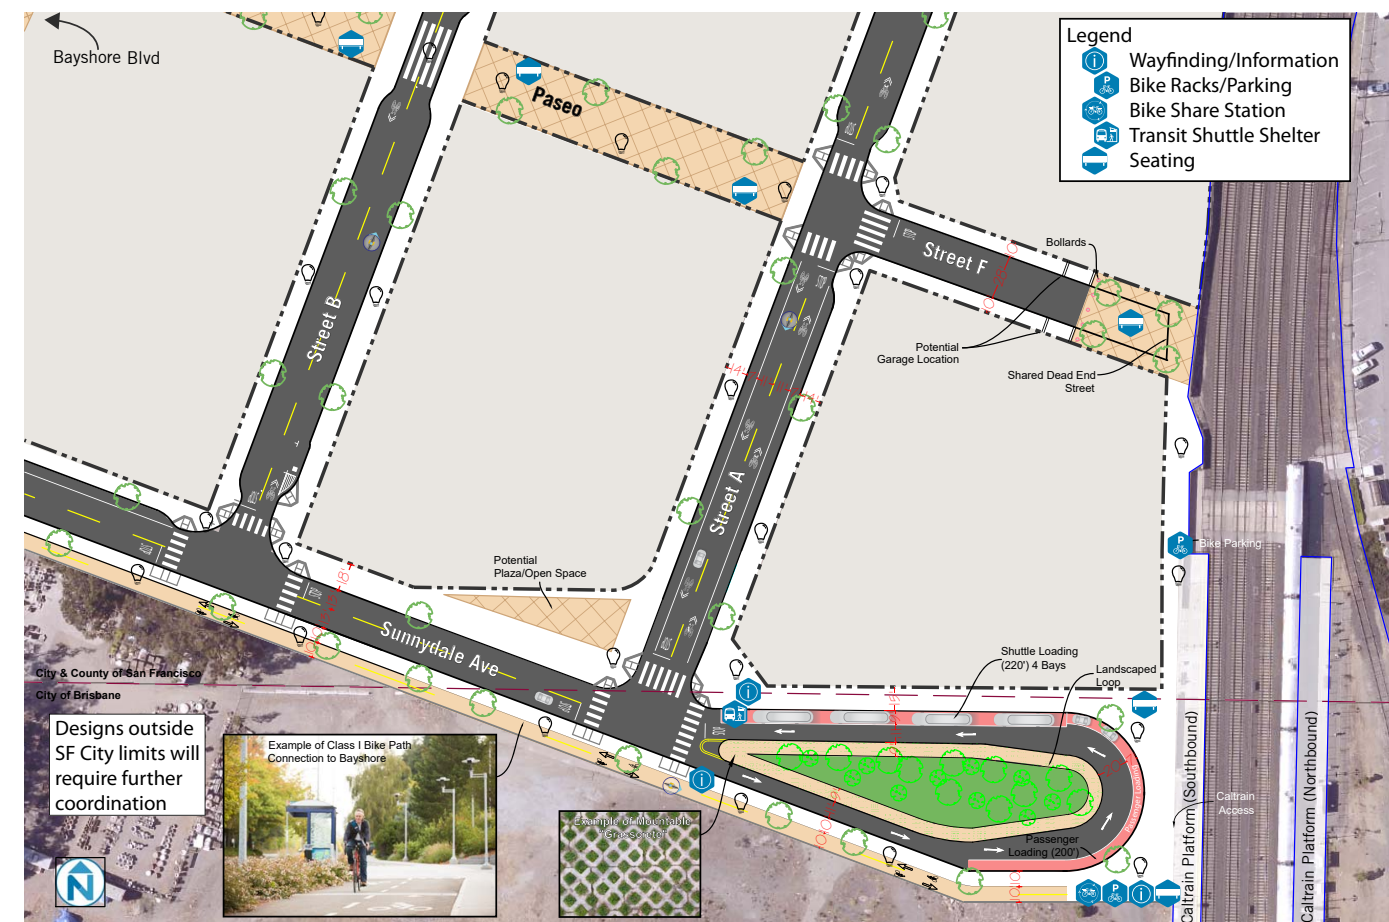 Bayshore Blvd
Legend
Wayfinding/Information
Bike Racks/Parking
Bike Share Station
Transit Shuttle Shelter
Seating
Paseo
Street F
Bollards
Street B
Potential
Garage Location
Shared Dead End
Street
Street A
Bike Parking
Potential
Plaza/Open Space
Sunnydale Ave
City & County of San Francisco
City of Brisbane
Shuttle Loading
(220') 4 Bays
Landscaped
Loop
Designs outside
SF City limits will
require further
coordination
Example of Class I Bike Path
Connection to Bayshore
Example of Mountable
"Grasscrete"
Passenger Loading
Passenger
Loading (200')
Caltrain
Access
Caltrain Platform (Southbound)
Caltrain Platform (Northbound)
N